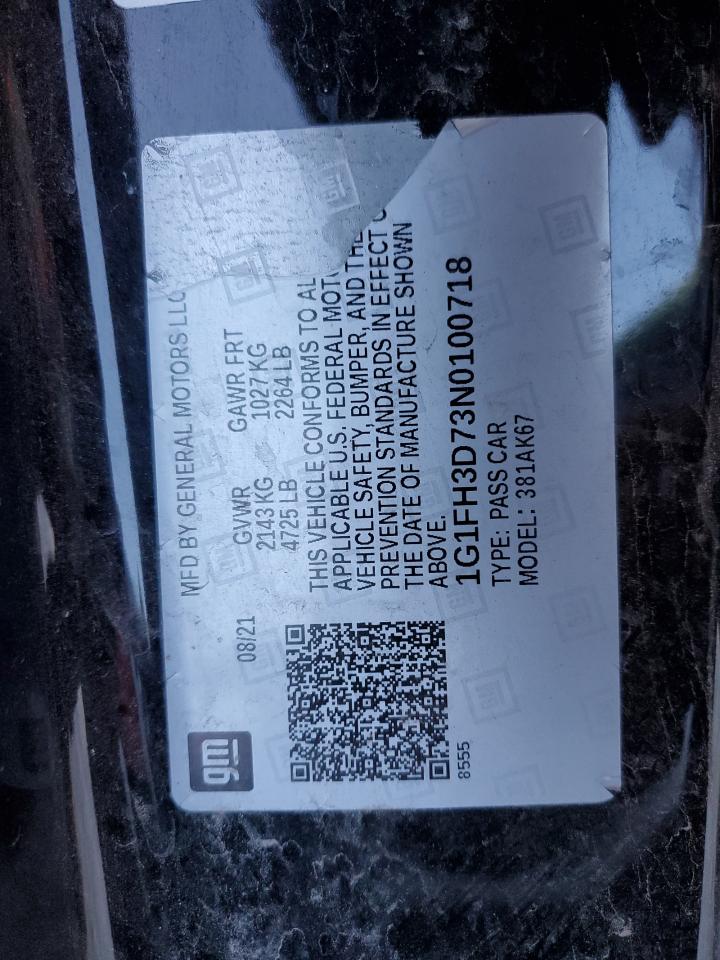 gm
08/21
8555
MFD BY GENERAL MOTORS LLC
GVWR GAWR FRT
2143 KG 1027 KG
4725 LB 2264 LB
THIS VEHICLE CONFORMS TO AL
APPLICABLE U.S. FEDERAL MOTO
VEHICLE SAFETY, BUMPER, AND THE
PREVENTION STANDARDS IN EFFECT O
THE DATE OF MANUFACTURE SHOWN
ABOVE.
1G1FH3D73N0100718
TYPE: PASS CAR
MODEL: 381AK67